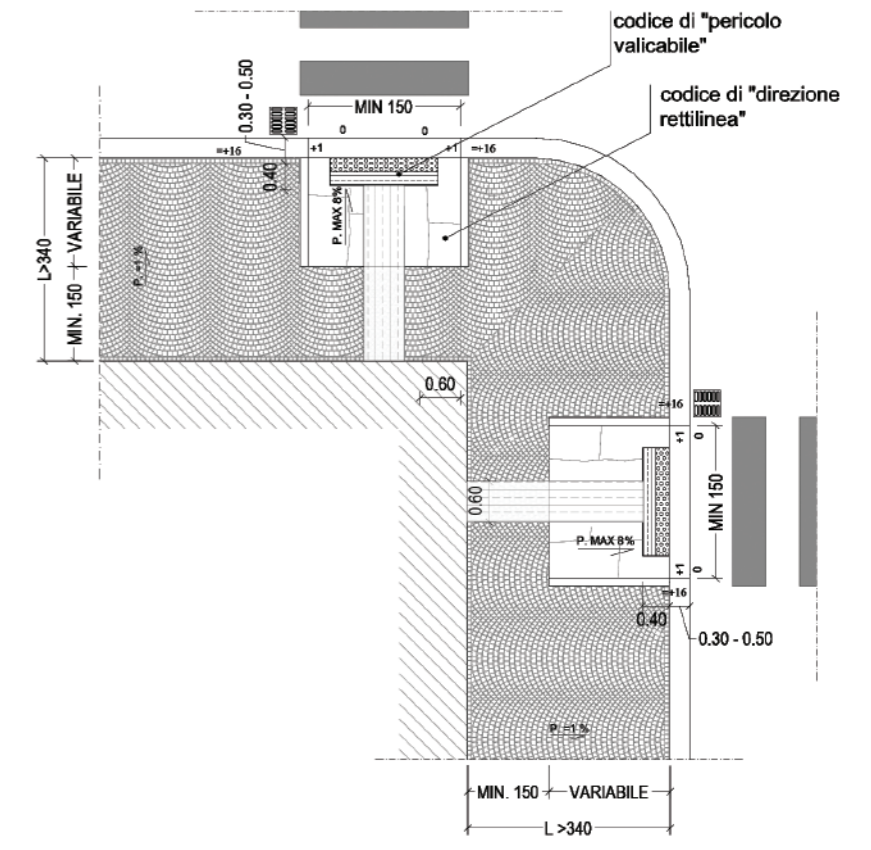 codice di "pericolo
valicabile"
codice di "direzione
rettilinea"
0.30 - 0.50
MIN 150
0
0
=+16
+1
+1
=+16
0.40
P. MAX 8%
VARIABILE
L>340
MIN. 150
P. =1 %
0.60
=+16
+1
0
0.60
MIN 150
P. MAX 8%
+1
0
=+16
0.40
0.30 - 0.50
P. =1 %
MIN. 150
VARIABILE
L >340